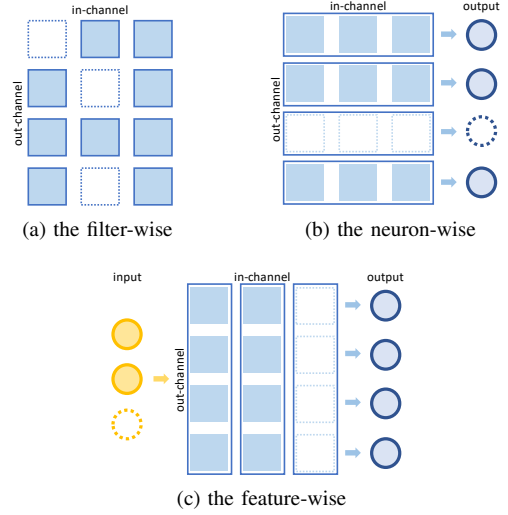 in-channel
out-channel
(a) the filter-wise
in-channel
output
out-channel
(b) the neuron-wise
input
in-channel
output
out-channel
(c) the feature-wise